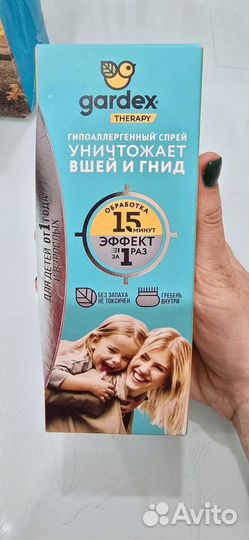 gardex
THERAPY
ГИПОАЛЛЕРГЕННЫЙ СПРЕЙ
УНИЧТОЖАЕТ
ВШЕЙ И ГНИД
ОБРАБОТКА
15 МИНУТ
ЭФФЕКТ
ЗА 1 РАЗ
ДЛЯ ДЕТЕЙ ОТ 1 ГОДА
И ВЗРОСЛЫХ
БЕЗ ЗАПАХА
НЕ ТОКСИЧЕН
ГРЕБЕНЬ
ВНУТРИ
Avito